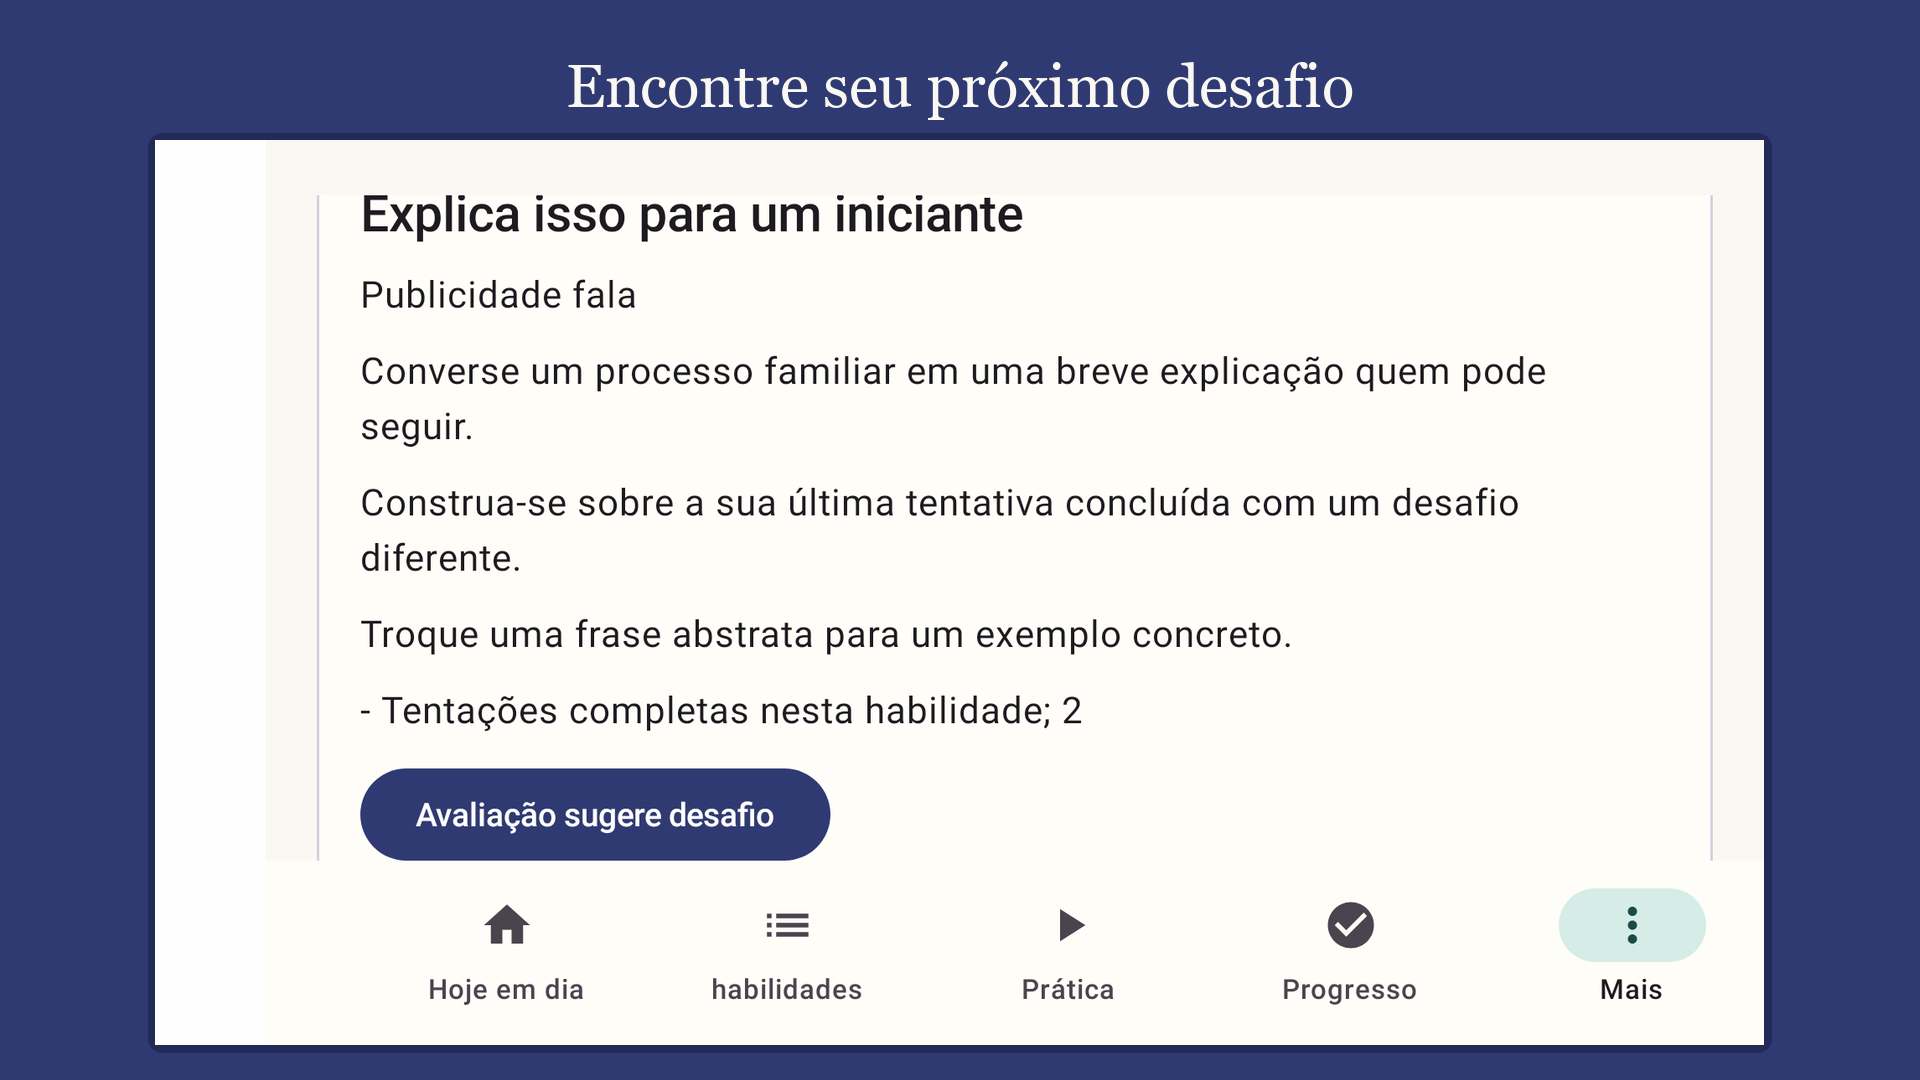 Encontre seu próximo desafio
Explica isso para um iniciante
Publicidade fala
Converse um processo familiar em uma breve explicação quem pode
seguir.
Construa-se sobre a sua última tentativa concluída com um desafio
diferente.
Troque uma frase abstrata para um exemplo concreto.
- Tentações completas nesta habilidade; 2
Avaliação sugere desafio
Hoje em dia
habilidades
Prática
Progresso
Mais